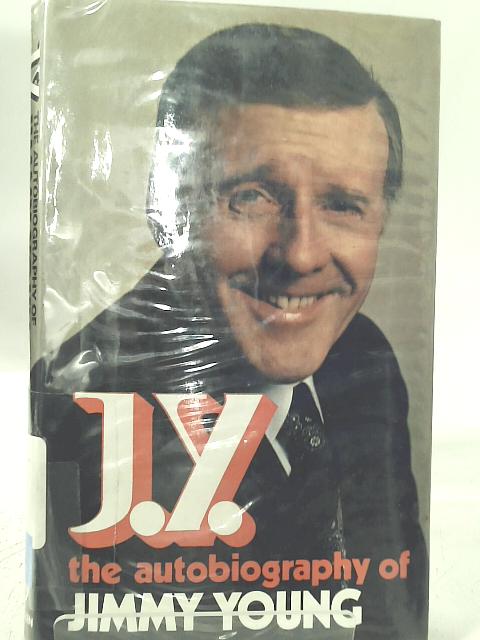 J.Y.
the autobiography of
JIMMY YOUNG
J.Y. THE AUTOBIOGRAPHY OF